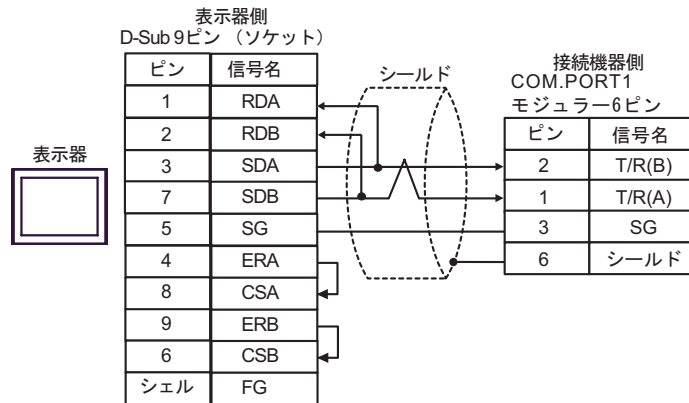 表示器側
D-Sub 9ピン （ソケット）
ピン 信号名
1 RDA
2 RDB
3 SDA
7 SDB
5 SG
4 ERA
8 CSA
9 ERB
6 CSB
シェル FG
表示器
シールド
接続機器側
COM.PORT1
モジュラー6ピン
ピン 信号名
2 T/R(B)
1 T/R(A)
3 SG
6 シールド